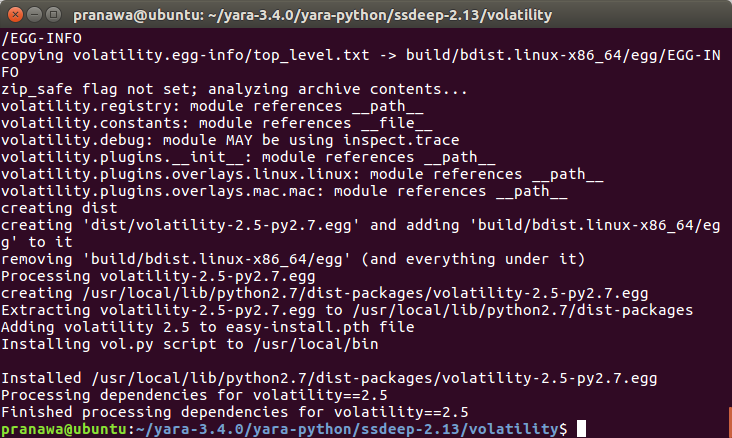 pranawa@ubuntu: ~/yara-3.4.0/yara-python/ssdeep-2.13/volatility
/EGG-INFO
copying volatility.egg-info/top_level.txt -> build/bdist.linux-x86_64/egg/EGG-IN
FO
zip_safe flag not set; analyzing archive contents...
volatility.registry: module references __path__
volatility.constants: module references __file__
volatility.debug: module MAY be using inspect.trace
volatility.plugins.__init__: module references __path__
volatility.plugins.overlays.linux.linux: module references __path__
volatility.plugins.overlays.mac.mac: module references __path__
creating dist
creating 'dist/volatility-2.5-py2.7.egg' and adding 'build/bdist.linux-x86_64/eg
g' to it
removing 'build/bdist.linux-x86_64/egg' (and everything under it)
Processing volatility-2.5-py2.7.egg
creating /usr/local/lib/python2.7/dist-packages/volatility-2.5-py2.7.egg
Extracting volatility-2.5-py2.7.egg to /usr/local/lib/python2.7/dist-packages
Adding volatility 2.5 to easy-install.pth file
Installing vol.py script to /usr/local/bin
Installed /usr/local/lib/python2.7/dist-packages/volatility-2.5-py2.7.egg
Processing dependencies for volatility==2.5
Finished processing dependencies for volatility==2.5
pranawa@ubuntu:~/yara-3.4.0/yara-python/ssdeep-2.13/volatility$